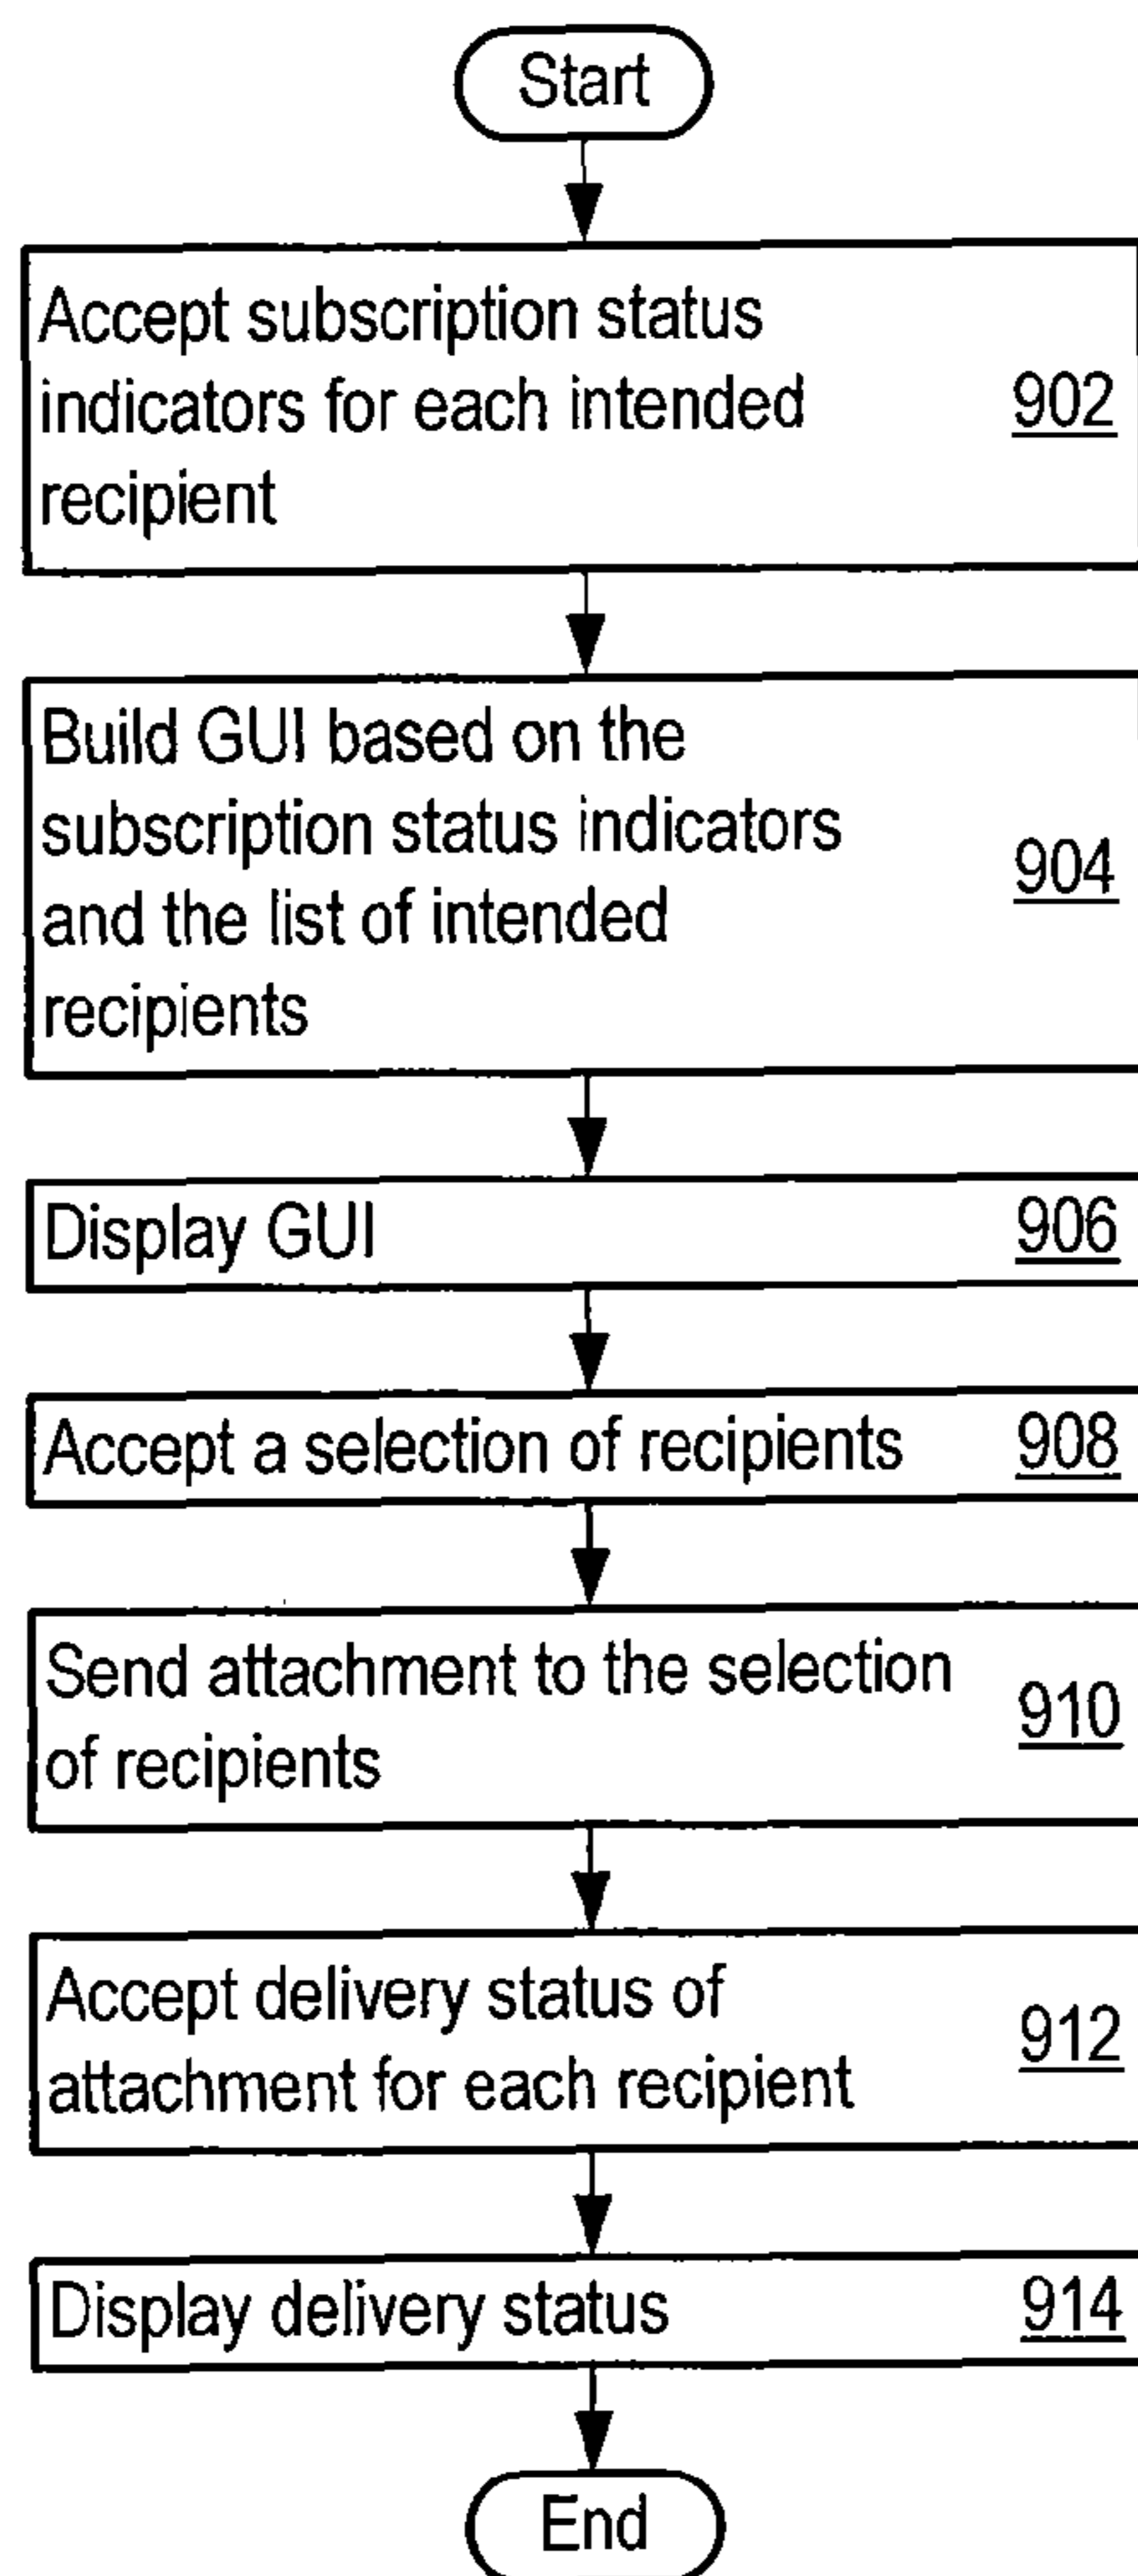 Start
Accept subscription status
indicators for each intended
recipient
902
Build GUI based on the
subscription status indicators
and the list of intended
recipients
904
Display GUI
906
Accept a selection of recipients
908
Send attachment to the selection
of recipients
910
Accept delivery status of
attachment for each recipient
912
Display delivery status
914
End